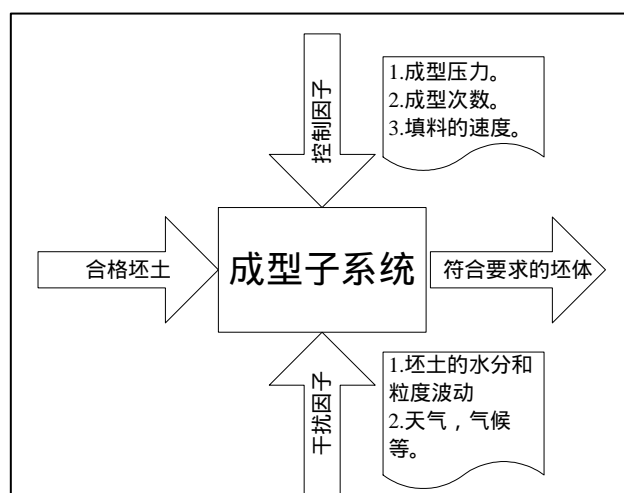 控制因子
1.成型压力。
2.成型次数。
3.填料的速度。
合格坯土
成型子系统
符合要求的坯体
干扰因子
1.坯土的水分和
粒度波动
2.天气，气候
等。